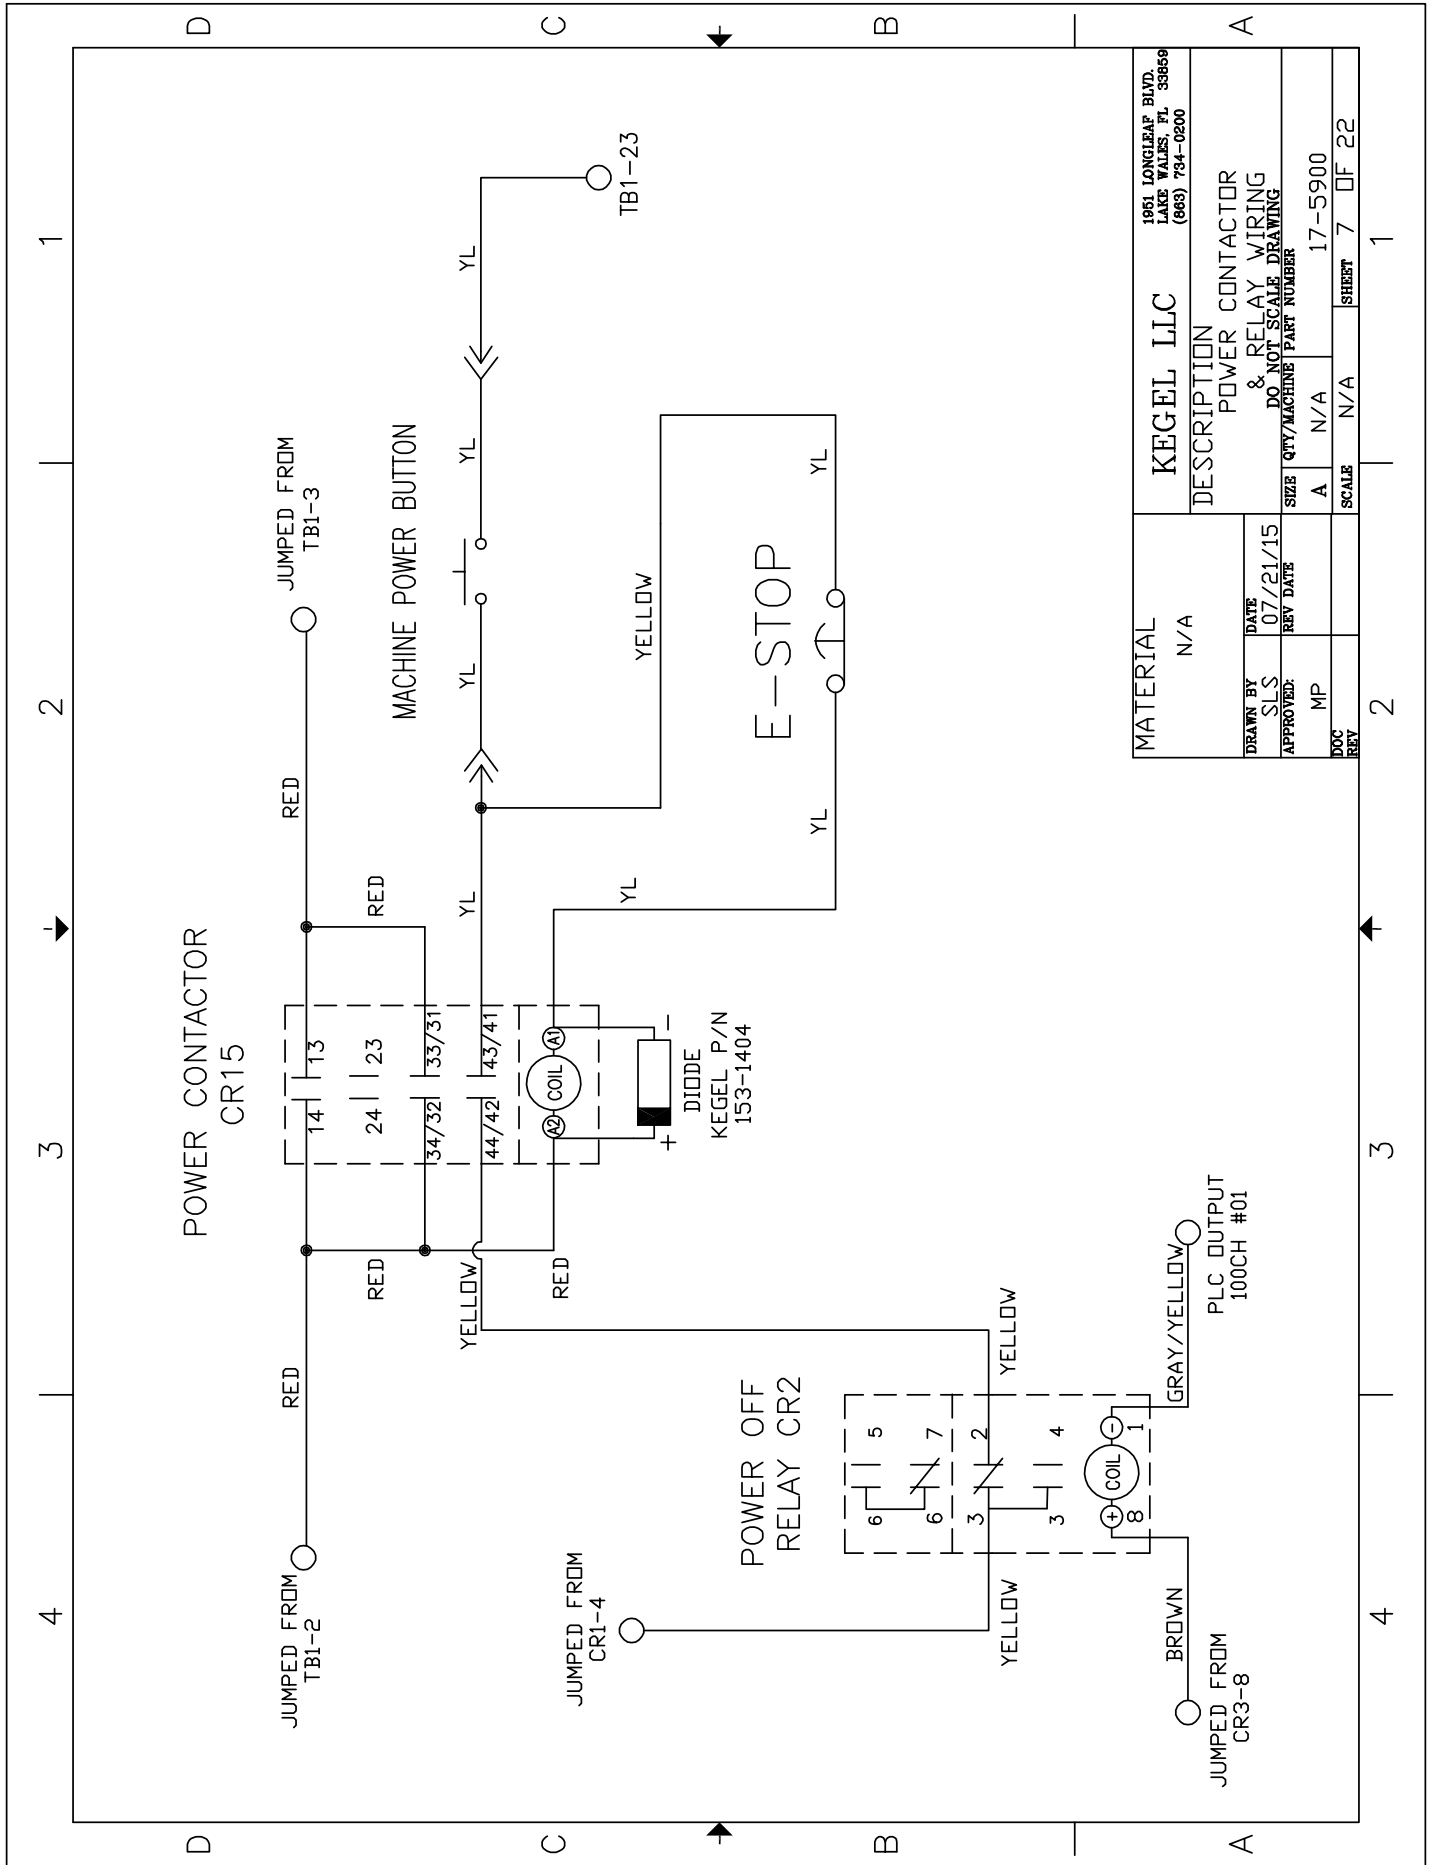 4
3
2
1
D
D
C
C
B
B
A
A
POWER CONTACTOR
CR15
JUMPED FROM
TB1-2
RED
RED
14
13
24
23
34/32
33/31
44/42
43/41
RED
RED
JUMPED FROM
TB1-3
MACHINE POWER BUTTON
YELLOW
YL
YL
YL
YL
TB1-23
RED
A2
COIL
A1
YL
+
-
DIODE
KEGEL P/N
153-1404
YELLOW
E-STOP
YL
YL
JUMPED FROM
CR1-4
POWER OFF
RELAY CR2
6
5
6
7
3
2
3
4
YELLOW
YELLOW
+
COIL
-
8
1
BROWN
GRAY/YELLOW
JUMPED FROM
CR3-8
PLC OUTPUT
100CH #01
MATERIAL
N/A
DRAWN BY
SLS
DATE
07/21/15
APPROVED:
MP
REV DATE
DOC
REV
KEGEL LLC
1951 LONGLEAF BLVD.
LAKE WALES, FL 33859
(863) 734-0200
DESCRIPTION
POWER CONTACTOR
& RELAY WIRING
DO NOT SCALE DRAWING
SIZE
A
QTY/MACHINE
N/A
PART NUMBER
17-5900
SCALE
N/A
SHEET
7 OF 22
4
3
2
1